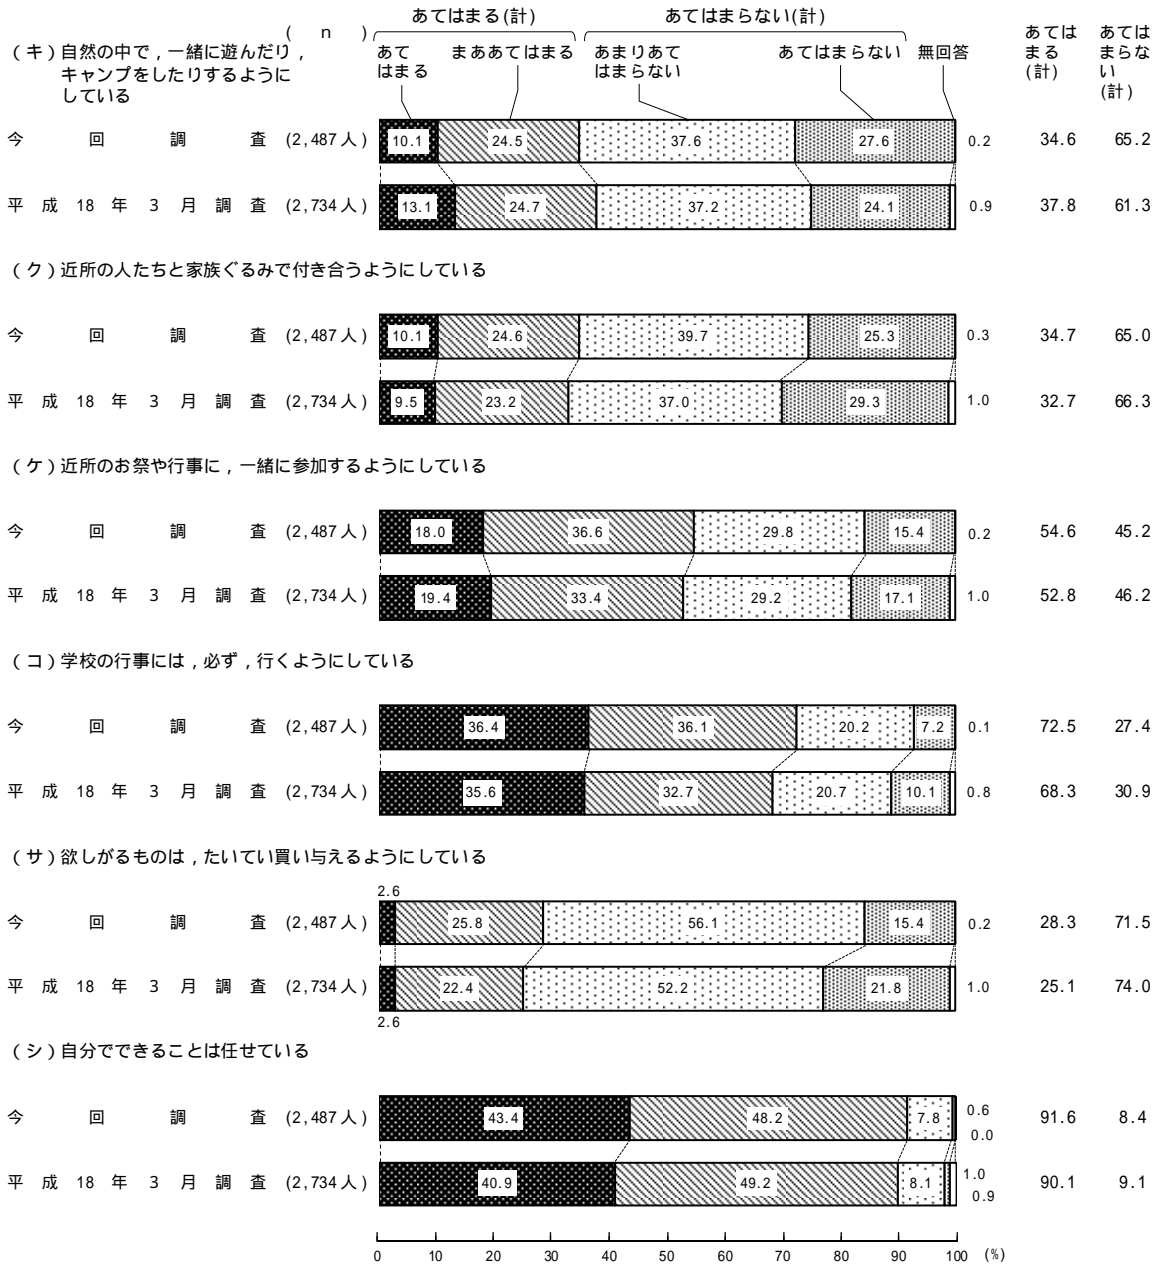 あてはまる(計) あてはまらない(計)
( n ) あてはまる まああてはまる あまりあてはまらない あてはまらない 無回答 あてはまる(計) あてはまらない(計)
(キ)自然の中で,一緒に遊んだり,
キャンプをしたりするように
している
今回調査 (2,487人) 10.1 24.5 37.6 27.6 0.2 34.6 65.2
平成18年3月調査 (2,734人) 13.1 24.7 37.2 24.1 0.9 37.8 61.3
(ク)近所の人たちと家族ぐるみで付き合うようにしている
今回調査 (2,487人) 10.1 24.6 39.7 25.3 0.3 34.7 65.0
平成18年3月調査 (2,734人) 9.5 23.2 37.0 29.3 1.0 32.7 66.3
(ケ)近所のお祭や行事に,一緒に参加するようにしている
今回調査 (2,487人) 18.0 36.6 29.8 15.4 0.2 54.6 45.2
平成18年3月調査 (2,734人) 19.4 33.4 29.2 17.1 1.0 52.8 46.2
(コ)学校の行事には,必ず,行くようにしている
今回調査 (2,487人) 36.4 36.1 20.2 7.2 0.1 72.5 27.4
平成18年3月調査 (2,734人) 35.6 32.7 20.7 10.1 0.8 68.3 30.9
(サ)欲しがるものは,たいてい買い与えるようにしている
今回調査 (2,487人) 2.6 25.8 56.1 15.4 0.2 28.3 71.5
平成18年3月調査 (2,734人) 2.6 22.4 52.2 21.8 1.0 25.1 74.0
(シ)自分でできることは任せている
今回調査 (2,487人) 43.4 48.2 7.8 0.6 0.0 91.6 8.4
平成18年3月調査 (2,734人) 40.9 49.2 8.1 1.0 0.9 90.1 9.1
0 10 20 30 40 50 60 70 80 90 100 (%)